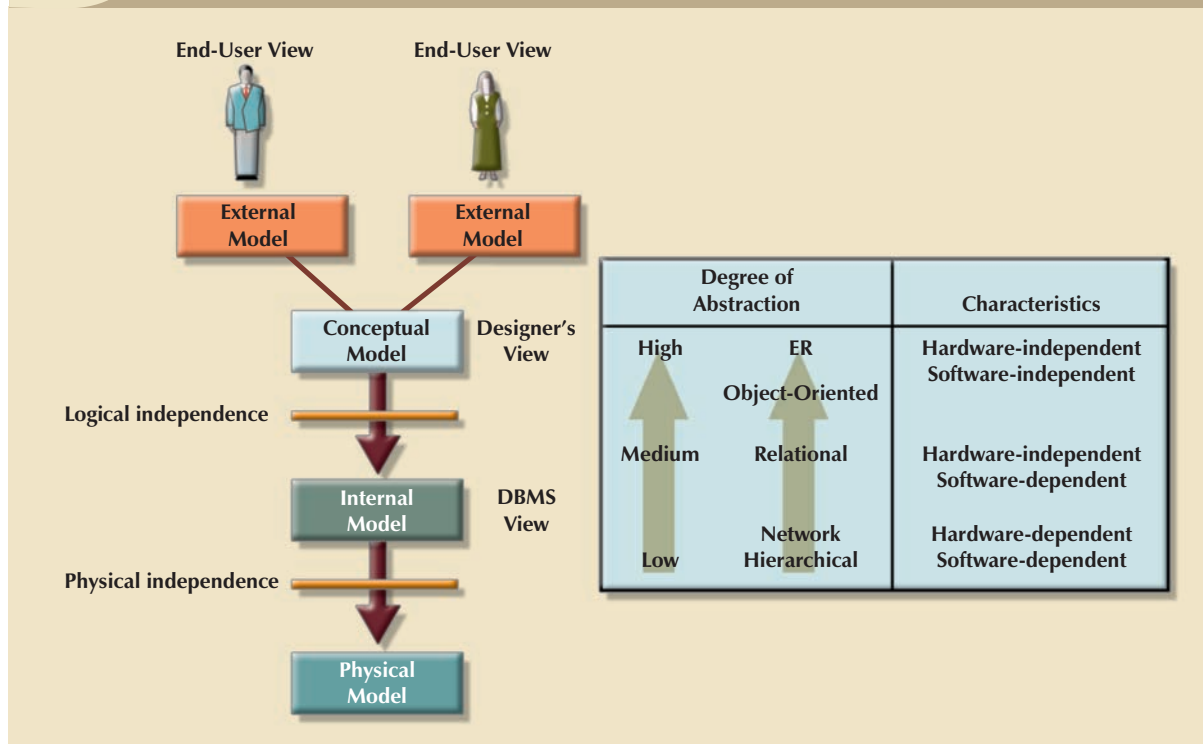 End-User View
End-User View
External
Model
External
Model
Conceptual
Model
Designer's
View
Logical independence
Internal
Model
DBMS
View
Physical independence
Physical
Model
Degree of
Abstraction
Characteristics
High
ER
Hardware-independent
Software-independent
Object-Oriented
Medium
Relational
Hardware-independent
Software-dependent
Low
Network
Hierarchical
Hardware-dependent
Software-dependent